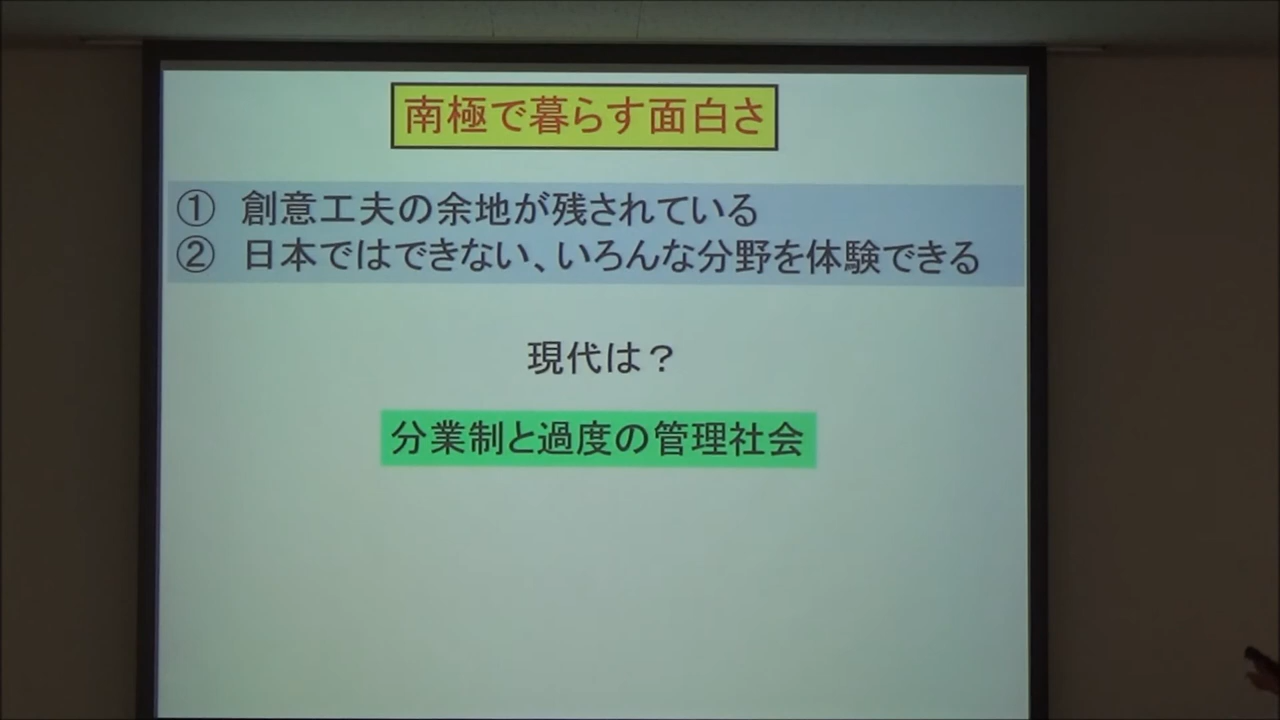 南極で暮らす面白さ
① 創意工夫の余地が残されている
② 日本ではできない、いろんな分野を体験できる
現代は？
分業制と過度の管理社会